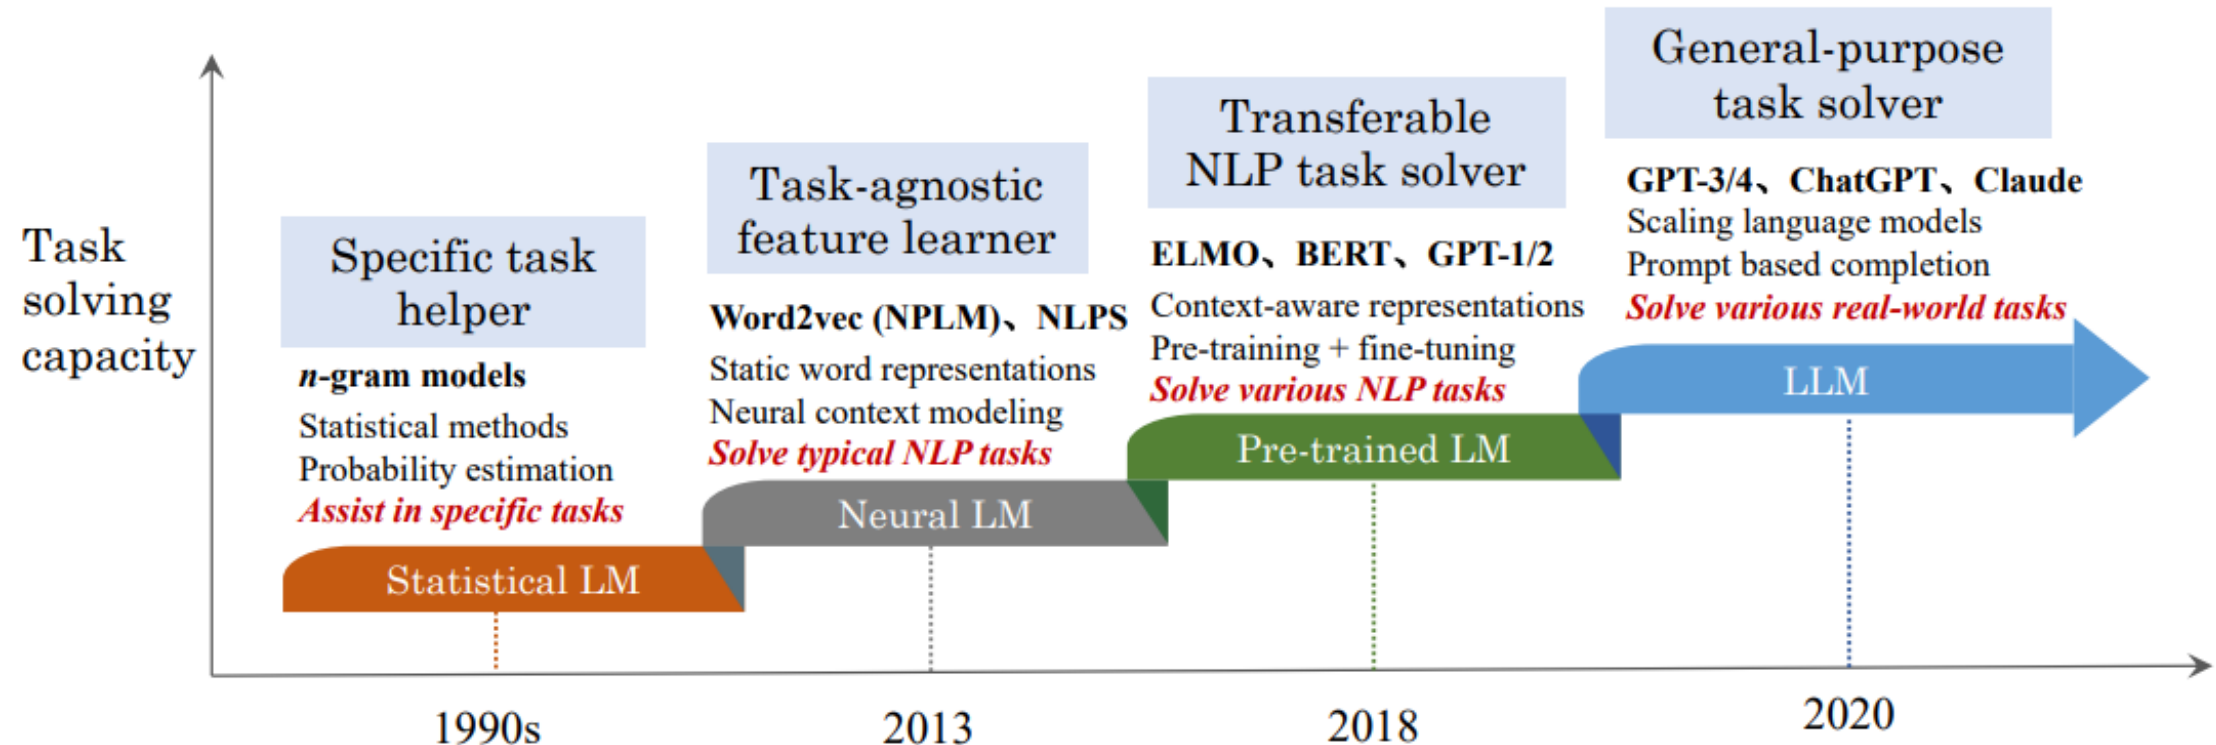 Task
solving
capacity
Specific task
helper
n-gram models
Statistical methods
Probability estimation
Assist in specific tasks
Statistical LM
1990s
Task-agnostic
feature learner
Word2vec (NPLM)、NLPS
Static word representations
Neural context modeling
Solve typical NLP tasks
Neural LM
2013
Transferable
NLP task solver
ELMO、BERT、GPT-1/2
Context-aware representations
Pre-training + fine-tuning
Solve various NLP tasks
Pre-trained LM
2018
General-purpose
task solver
GPT-3/4、ChatGPT、Claude
Scaling language models
Prompt based completion
Solve various real-world tasks
LLM
2020